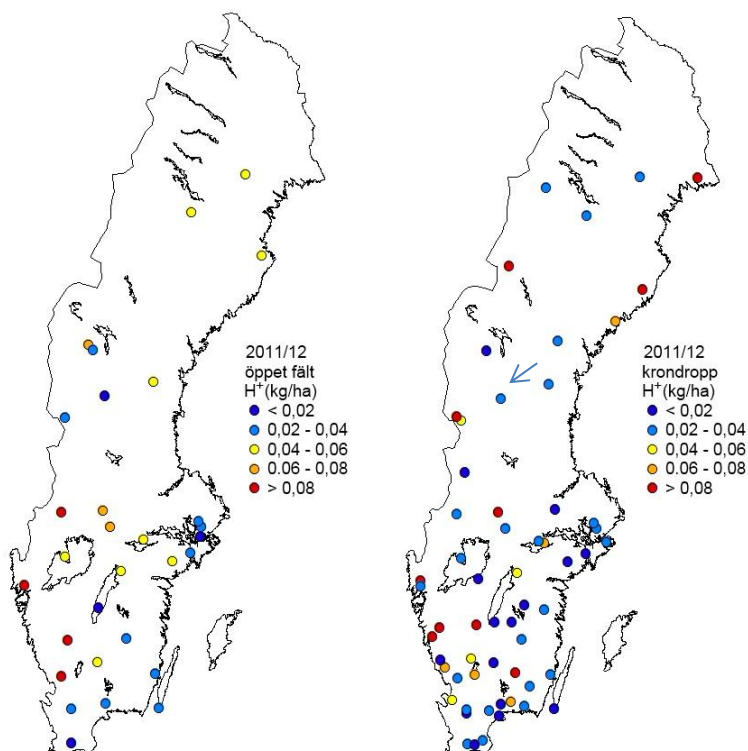 2011/12
öppet fält
H⁺(kg/ha)
< 0,02
0,02 - 0,04
0,04 - 0,06
0.06 - 0,08
> 0,08
2011/12
krondropp
H⁺(kg/ha)
< 0,02
0,02 - 0,04
0,04 - 0,06
0.06 - 0,08
> 0,08